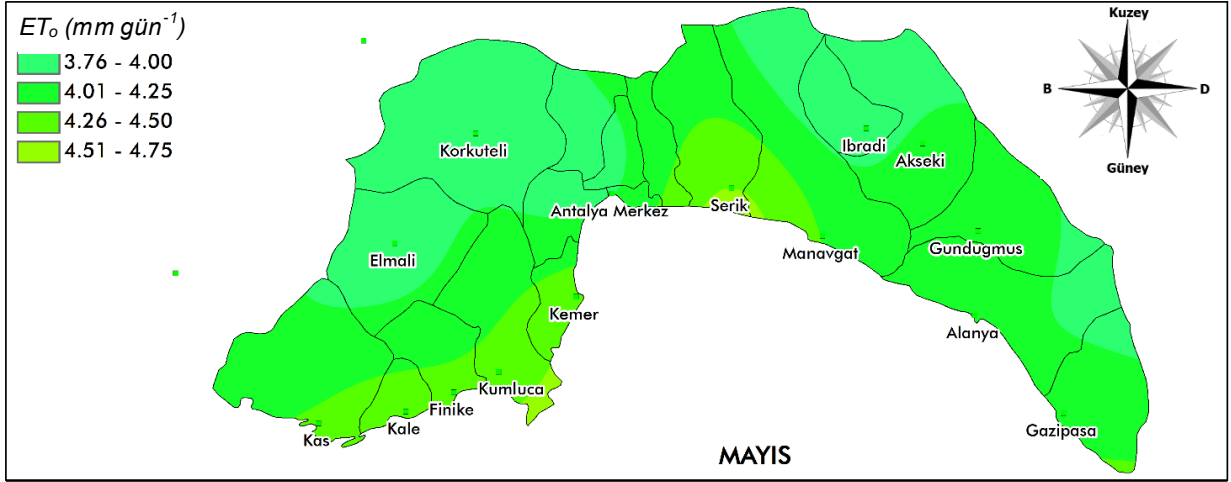 ETo (mm gün-1)
3.76 - 4.00
4.01 - 4.25
4.26 - 4.50
4.51 - 4.75
Kuzey
B
D
Güney
Korkuteli
Ibradi
Akseki
Antalya Merkez
Serik
Elmali
Manavgat
Gundugmus
Kemer
Alanya
Kumluca
Finike
Kale
Kas
Gazipasa
MAYIS